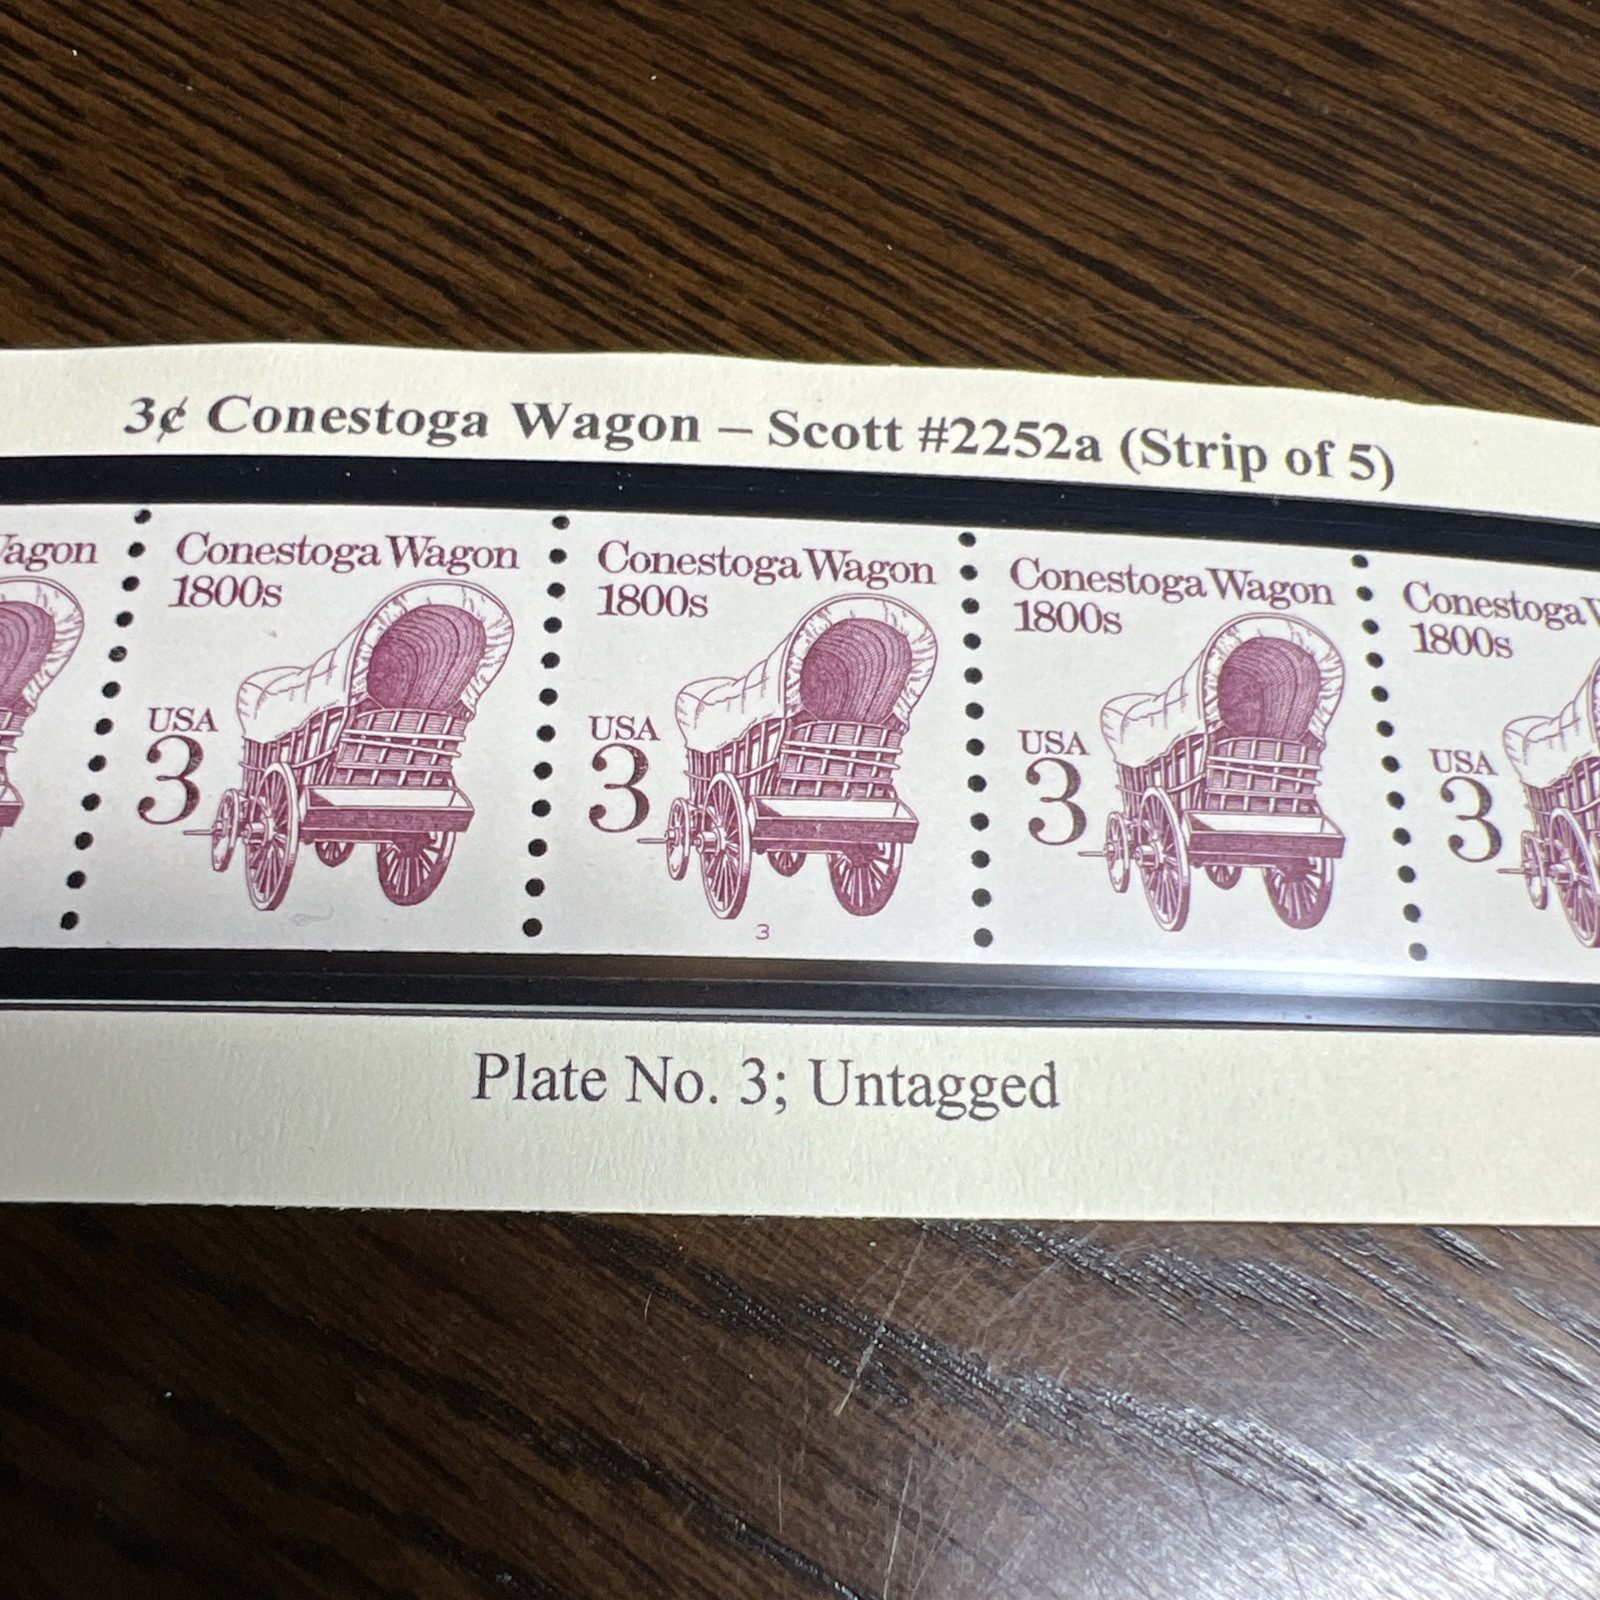 3¢ Conestoga Wagon – Scott #2252a (Strip of 5)
Wagon
Conestoga Wagon
1800s
USA
3
Conestoga Wagon
1800s
USA
3
3
Conestoga Wagon
1800s
USA
3
Conestoga W
1800s
USA
3
Plate No. 3; Untagged